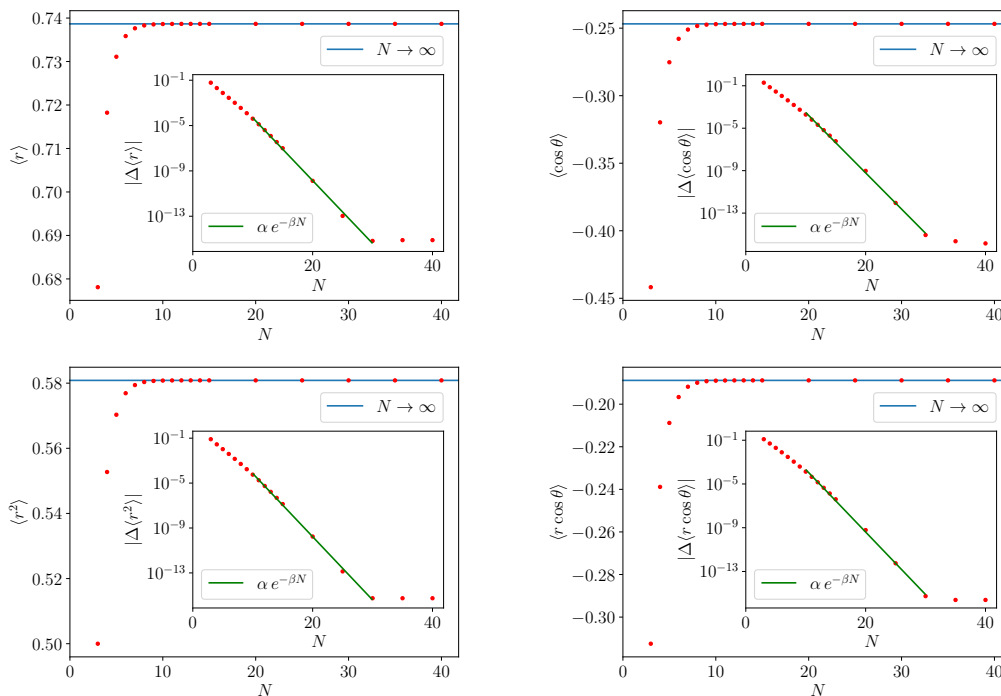 0.74
0.73
0.72
0.71
0.70
0.69
0.68
⟨r⟩
0 10 20 30 40
N
N → ∞
10⁻¹
10⁻⁵
10⁻⁹
10⁻¹³
|Δ⟨r⟩|
α e^{−βN}
0 20 40
N
−0.25
−0.30
−0.35
−0.40
−0.45
⟨cos θ⟩
0 10 20 30 40
N
N → ∞
10⁻¹
10⁻⁵
10⁻⁹
10⁻¹³
|Δ⟨cos θ⟩|
α e^{−βN}
0 20 40
N
0.58
0.56
0.54
0.52
0.50
⟨r²⟩
0 10 20 30 40
N
N → ∞
10⁻¹
10⁻⁵
10⁻⁹
10⁻¹³
|Δ⟨r²⟩|
α e^{−βN}
0 20 40
N
−0.20
−0.22
−0.24
−0.26
−0.28
−0.30
⟨r cos θ⟩
0 10 20 30 40
N
N → ∞
10⁻¹
10⁻⁵
10⁻⁹
10⁻¹³
|Δ⟨r cos θ⟩|
α e^{−βN}
0 20 40
N